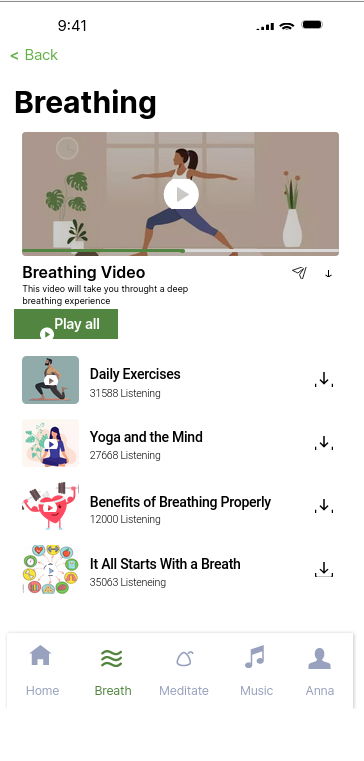 9:41
< Back
Breathing
Breathing Video
This video will take you throught a deep
breathing experience
Play all
Daily Exercises
31588 Listening
Yoga and the Mind
27668 Listening
Benefits of Breathing Properly
12000 Listening
It All Starts With a Breath
35063 Listeneing
Home Breath Meditate Music Anna